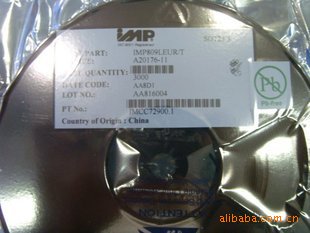 imp
PART: IMP809LEUR/T
A20176-11
QUANTITY: 3000
DATE CODE: AA8D1
LOT NO.: AA816004
PT No.: IMCC72900.1
Country of Origin : China
Pb
Pb-free
ATTENTION
alibaba.com.cn